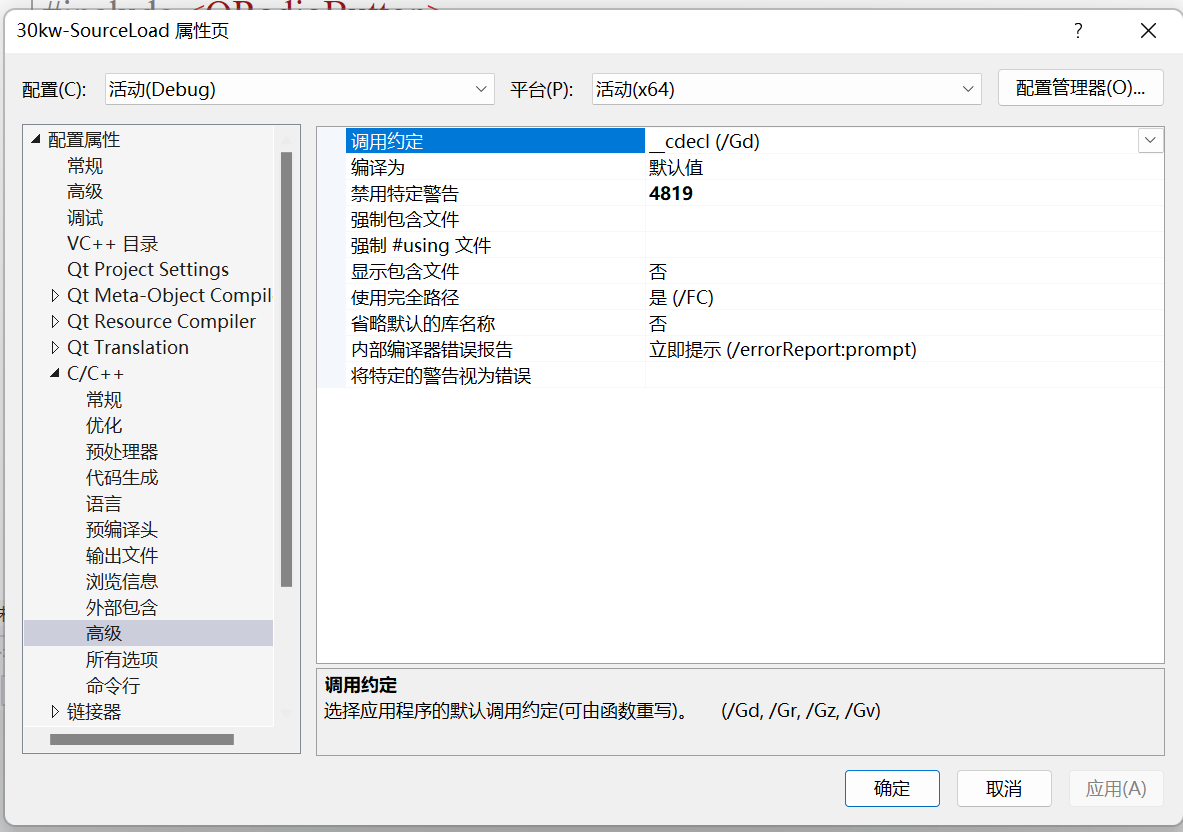 #include <QRadioButton>
30kw-SourceLoad 属性页
配置(C): 活动(Debug) 平台(P): 活动(x64) 配置管理器(O)...
配置属性
常规
高级
调试
VC++ 目录
Qt Project Settings
Qt Meta-Object Compil
Qt Resource Compiler
Qt Translation
C/C++
常规
优化
预处理器
代码生成
语言
预编译头
输出文件
浏览信息
外部包含
高级
所有选项
命令行
链接器
调用约定 __cdecl (/Gd)
编译为 默认值
禁用特定警告 4819
强制包含文件
强制 #using 文件
显示包含文件 否
使用完全路径 是 (/FC)
省略默认的库名称 否
内部编译器错误报告 立即提示 (/errorReport:prompt)
将特定的警告视为错误
调用约定
选择应用程序的默认调用约定(可由函数重写)。 (/Gd, /Gr, /Gz, /Gv)
确定 取消 应用(A)